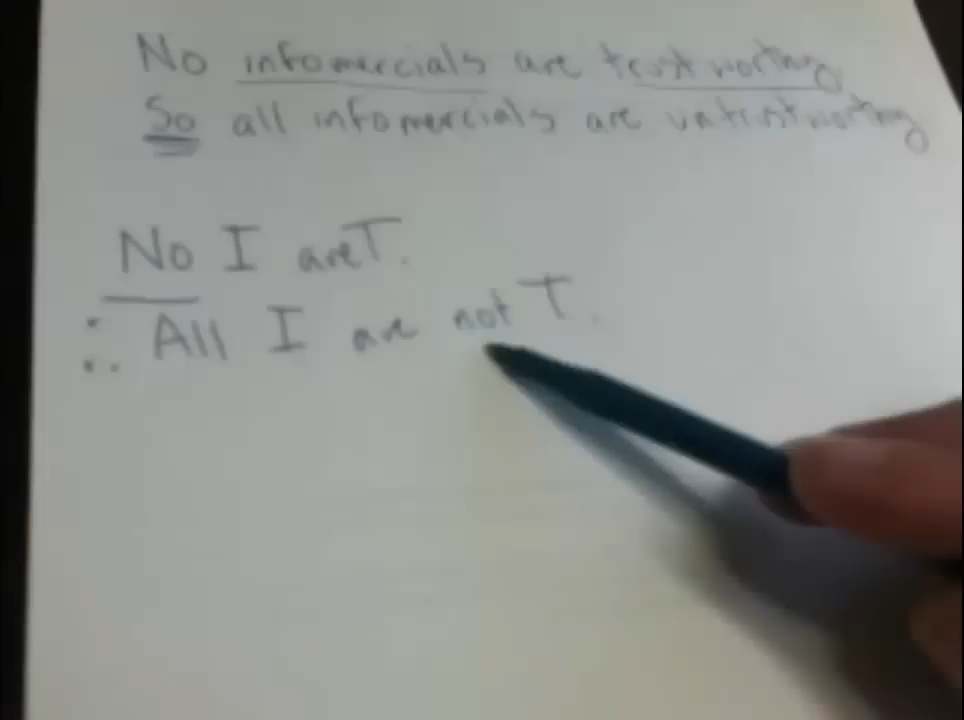 No infomercials are trustworthy
So all infomercials are untrustworthy
No I are T.
∴ All I are not T.